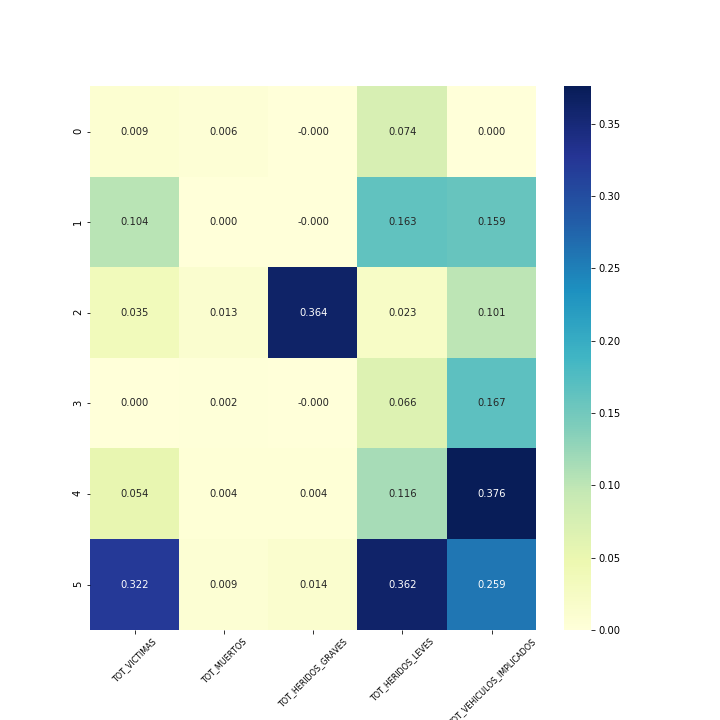 0 0.009 0.006 -0.000 0.074 0.000
1 0.104 0.000 -0.000 0.163 0.159
2 0.035 0.013 0.364 0.023 0.101
3 0.000 0.002 -0.000 0.066 0.167
4 0.054 0.004 0.004 0.116 0.376
5 0.322 0.009 0.014 0.362 0.259
TOT_VICTIMAS
TOT_MUERTOS
TOT_HERIDOS_GRAVES
TOT_HERIDOS_LEVES
OT_VEHICULOS_IMPLICADOS
0.35
0.30
0.25
0.20
0.15
0.10
0.05
0.00